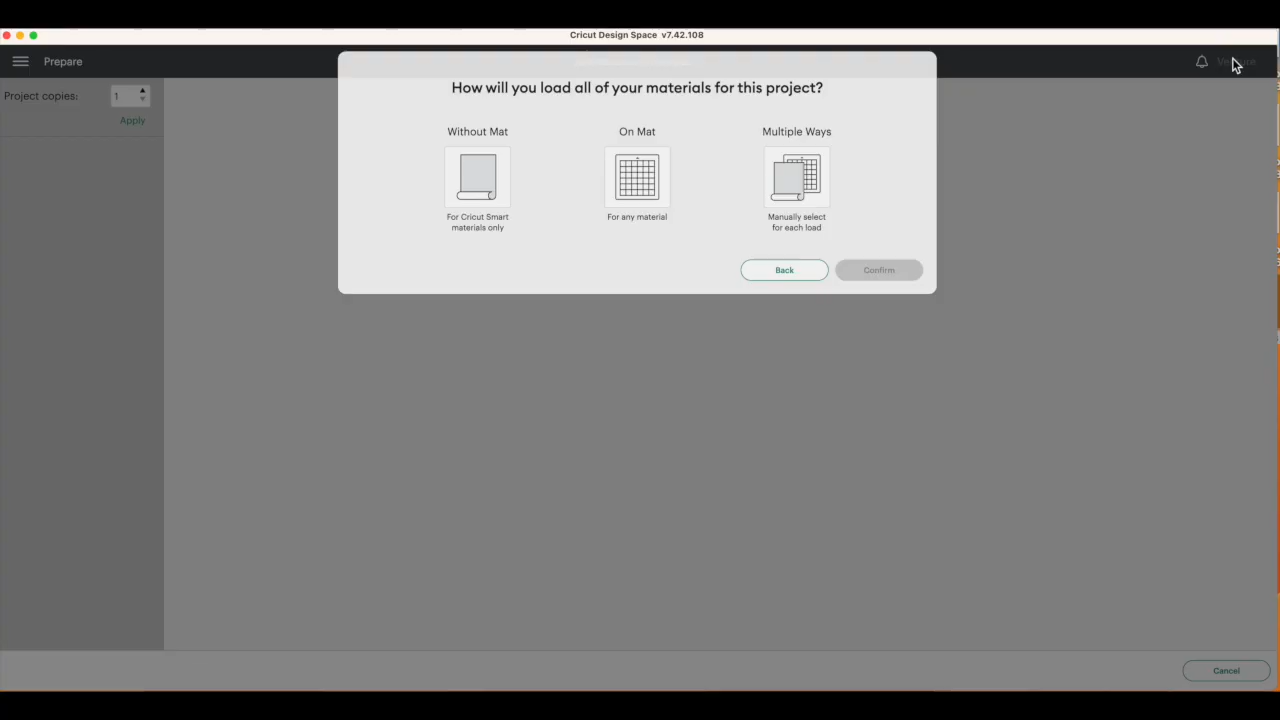 Cricut Design Space v7.42.108
Prepare
Venture
Project copies:
1
Apply
How will you load all of your materials for this project?
Without Mat
On Mat
Multiple Ways
For Cricut Smart
materials only
For any material
Manually select
for each load
Back
Confirm
Cancel